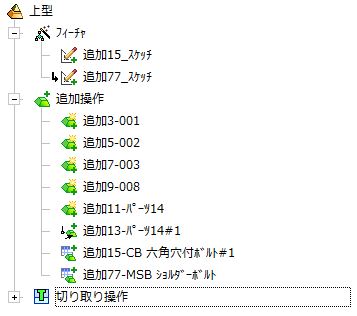 上型
ﾌｨｰﾁｬ
追加15_ｽｹｯﾁ
追加77_ｽｹｯﾁ
追加操作
追加3-001
追加5-002
追加7-003
追加9-008
追加11-ﾊﾟｰﾂ14
追加13-ﾊﾟｰﾂ14#1
追加15-CB 六角穴付ﾎﾞﾙﾄ#1
追加77-MSB ｼｮﾙﾀﾞｰﾎﾞﾙﾄ
切り取り操作